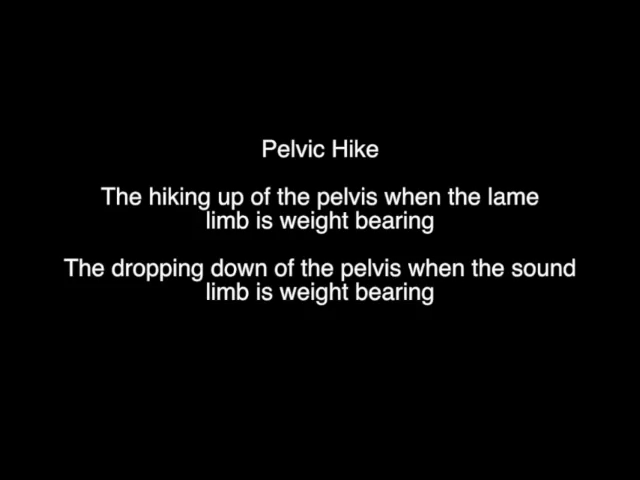 Pelvic Hike
The hiking up of the pelvis when the lame
limb is weight bearing
The dropping down of the pelvis when the sound
limb is weight bearing